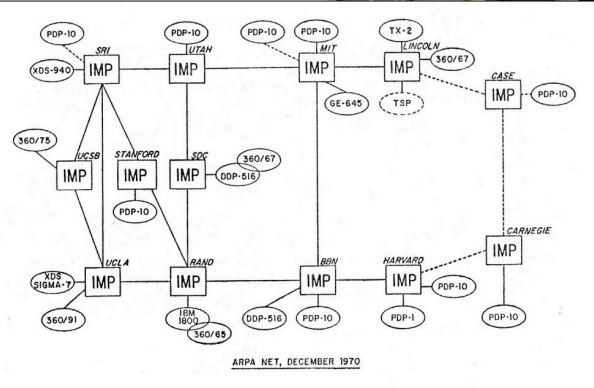 PDP-10
PDP-10
PDP-10
PDP-10
TX-2
SRI
UTAH
MIT
LINCOLN
360/67
XDS-940
IMP
IMP
IMP
IMP
CASE
IMP
PDP-10
GE-645
TSP
360/75
UCSB
STANFORD
SDC
360/67
IMP
IMP
IMP
DDP-516
PDP-10
CARNEGIE
IMP
UCLA
RAND
BBN
HARVARD
XDS
SIGMA-7
IMP
IMP
IMP
IMP
PDP-10
360/91
IBM
1800
360/65
DDP-516
PDP-10
PDP-1
PDP-10
ARPA NET, DECEMBER 1970